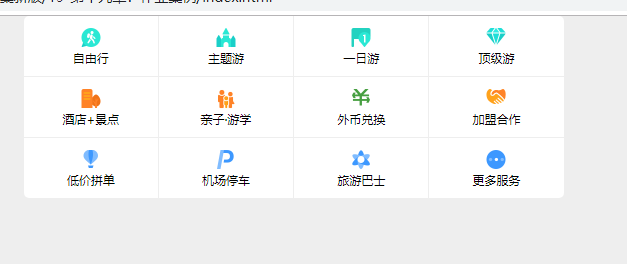 自由行
主题游
一日游
顶级游
酒店+景点
亲子·游学
外币兑换
加盟合作
低价拼单
机场停车
旅游巴士
更多服务